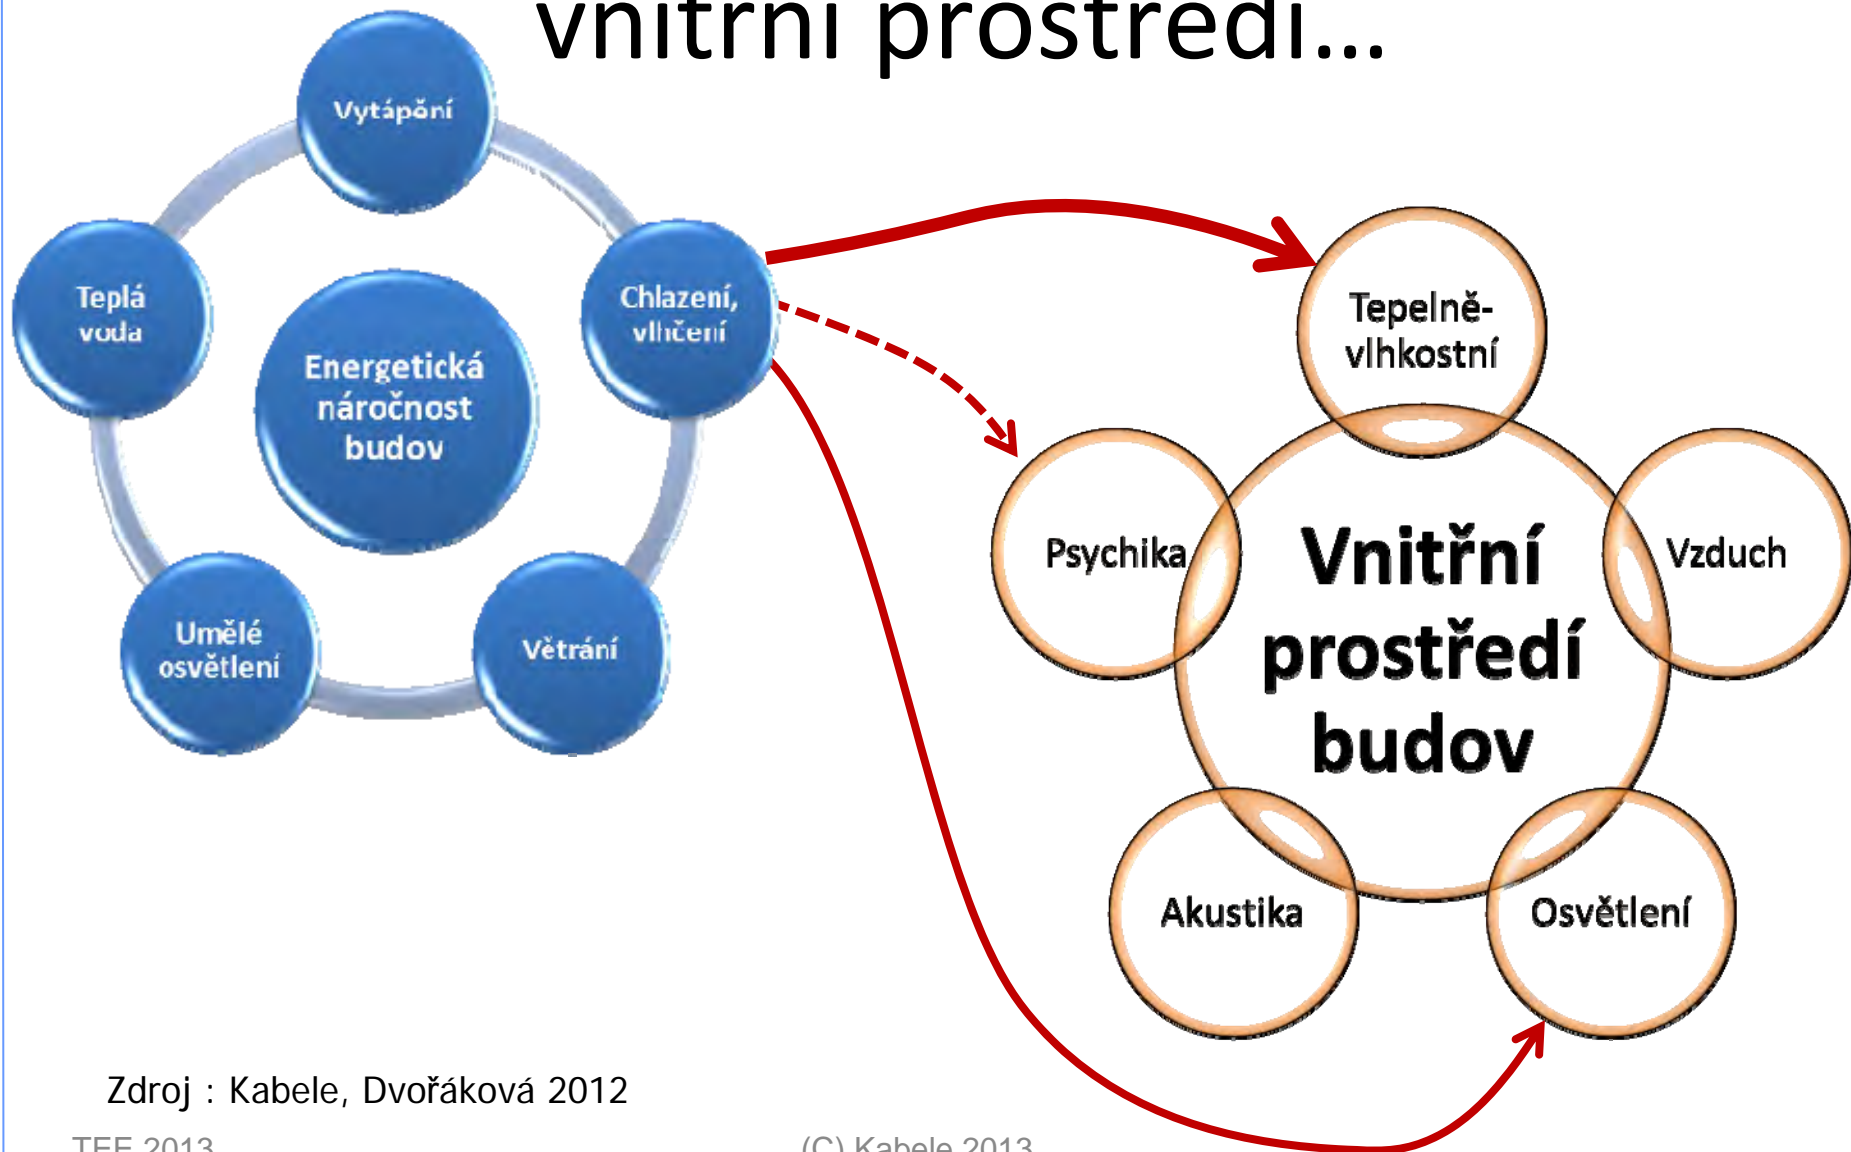 vnitřní prostředí...
Vytápění
Teplá
voda
Chlazení,
vlhčení
Energetická
náročnost
budov
Umělé
osvětlení
Větrání
Tepelně-
vlhkostní
Psychika
Vzduch
Vnitřní
prostředí
budov
Akustika
Osvětlení
Zdroj : Kabele, Dvořáková 2012
TEE 2013
(C) Kabele 2013